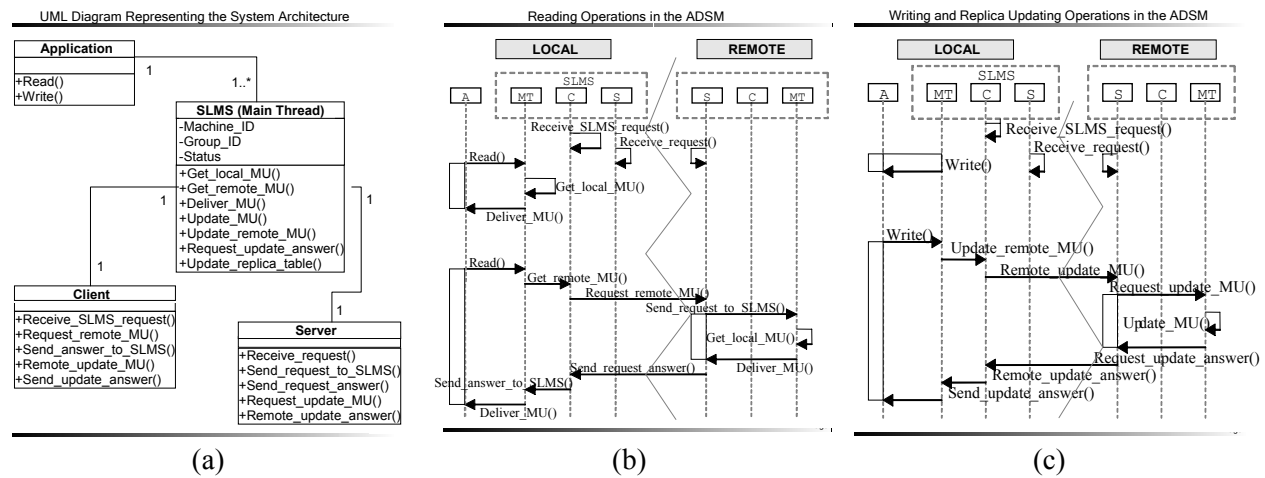 UML Diagram Representing the System Architecture
Application
+Read()
+Write()
1
1..*
SLMS (Main Thread)
-Machine_ID
-Group_ID
-Status
+Get_local_MU()
+Get_remote_MU()
+Deliver_MU()
+Update_MU()
+Update_remote_MU()
+Request_update_answer()
+Update_replica_table()
1
1
1
1
Client
+Receive_SLMS_request()
+Request_remote_MU()
+Send_answer_to_SLMS()
+Remote_update_MU()
+Send_update_answer()
Server
+Receive_request()
+Send_request_to_SLMS()
+Send_request_answer()
+Request_update_MU()
+Remote_update_answer()
(a)
Reading Operations in the ADSM
LOCAL
REMOTE
SLMS
A
MT
C
S
S
C
MT
Receive_SLMS_request()
Receive_request()
Read()
Get_local_MU()
Deliver_MU()
Read()
Get_remote_MU()
Request_remote_MU()
Send_request_to_SLMS()
Get_local_MU()
Deliver_MU()
Send_request_answer()
Send_answer_to_SLMS()
Deliver_MU()
(b)
Writing and Replica Updating Operations in the ADSM
LOCAL
REMOTE
SLMS
A
MT
C
S
S
C
MT
Receive_SLMS_request()
Receive_request()
Write()
Write()
Update_remote_MU()
Remote_update_MU()
Request_update_MU()
Update_MU()
Request_update_answer()
Remote_update_answer()
Send_update_answer()
(c)